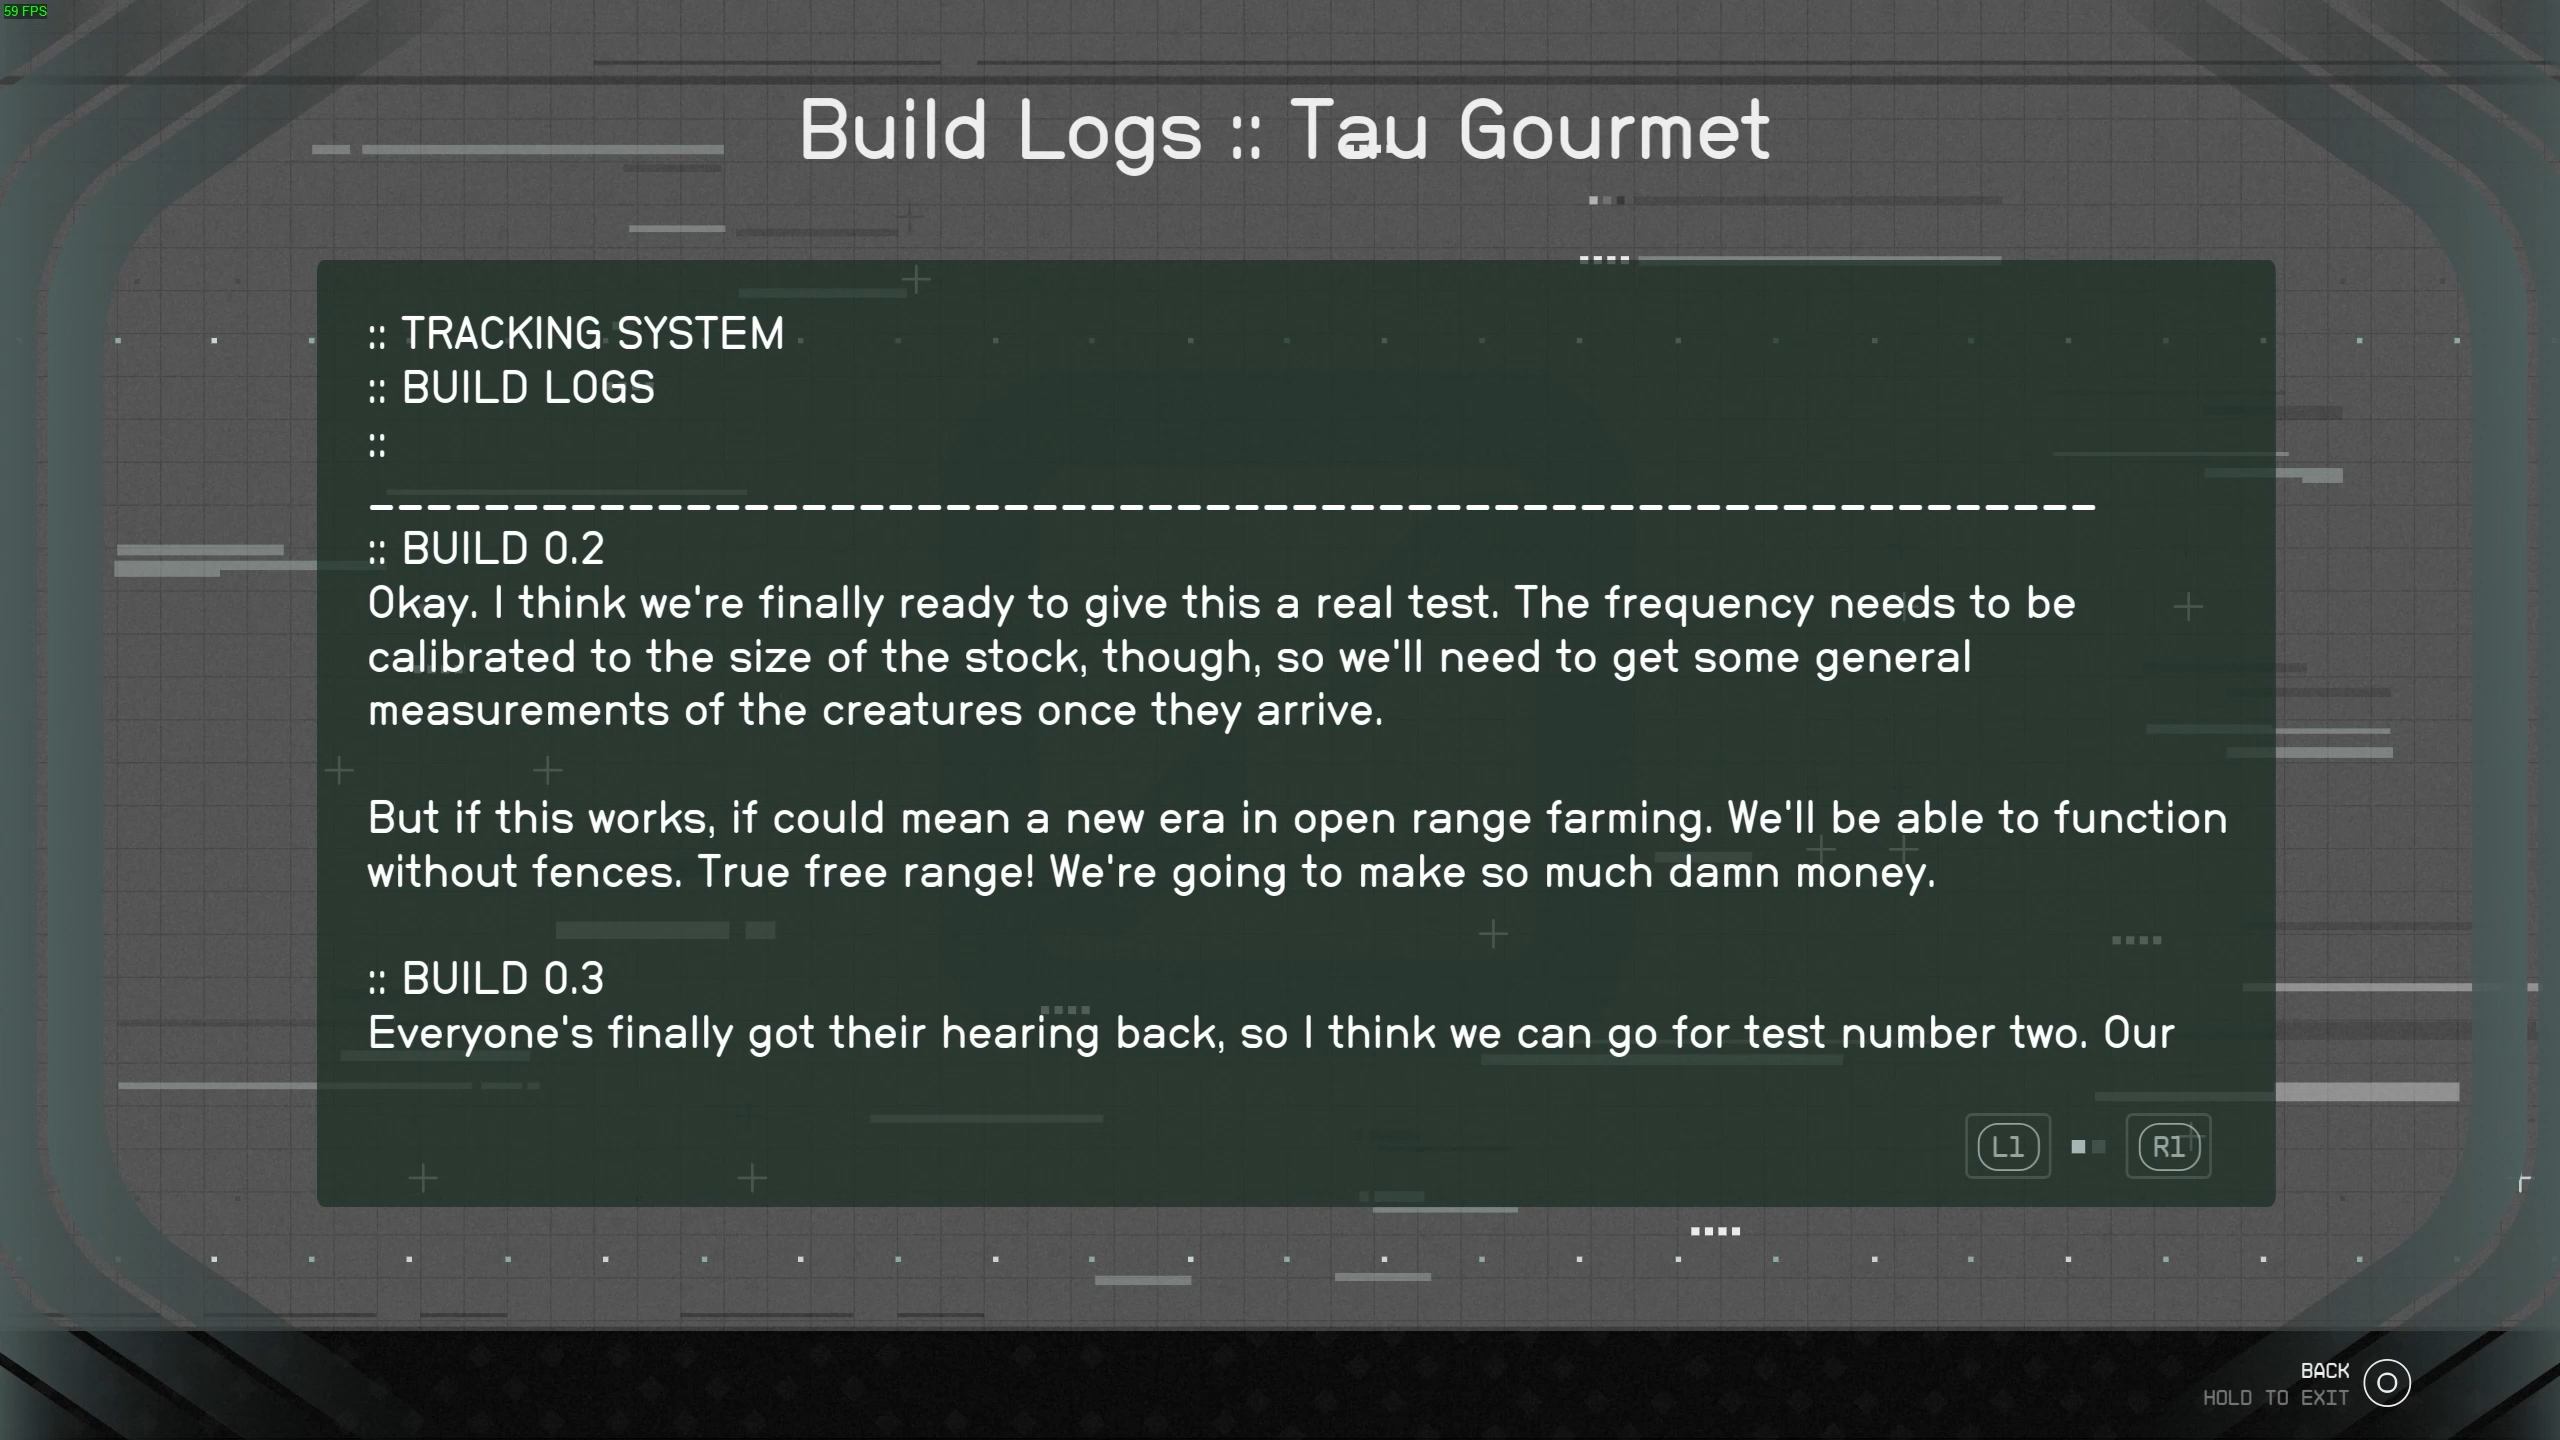 59 FPS
Build Logs :: Tau Gourmet
:: TRACKING SYSTEM
:: BUILD LOGS
::
_____________________________________________________________
:: BUILD 0.2
Okay. I think we're finally ready to give this a real test. The frequency needs to be
calibrated to the size of the stock, though, so we'll need to get some general
measurements of the creatures once they arrive.
But if this works, if could mean a new era in open range farming. We'll be able to function
without fences. True free range! We're going to make so much damn money.
:: BUILD 0.3
Everyone's finally got their hearing back, so I think we can go for test number two. Our
L1 R1
BACK
HOLD TO EXIT